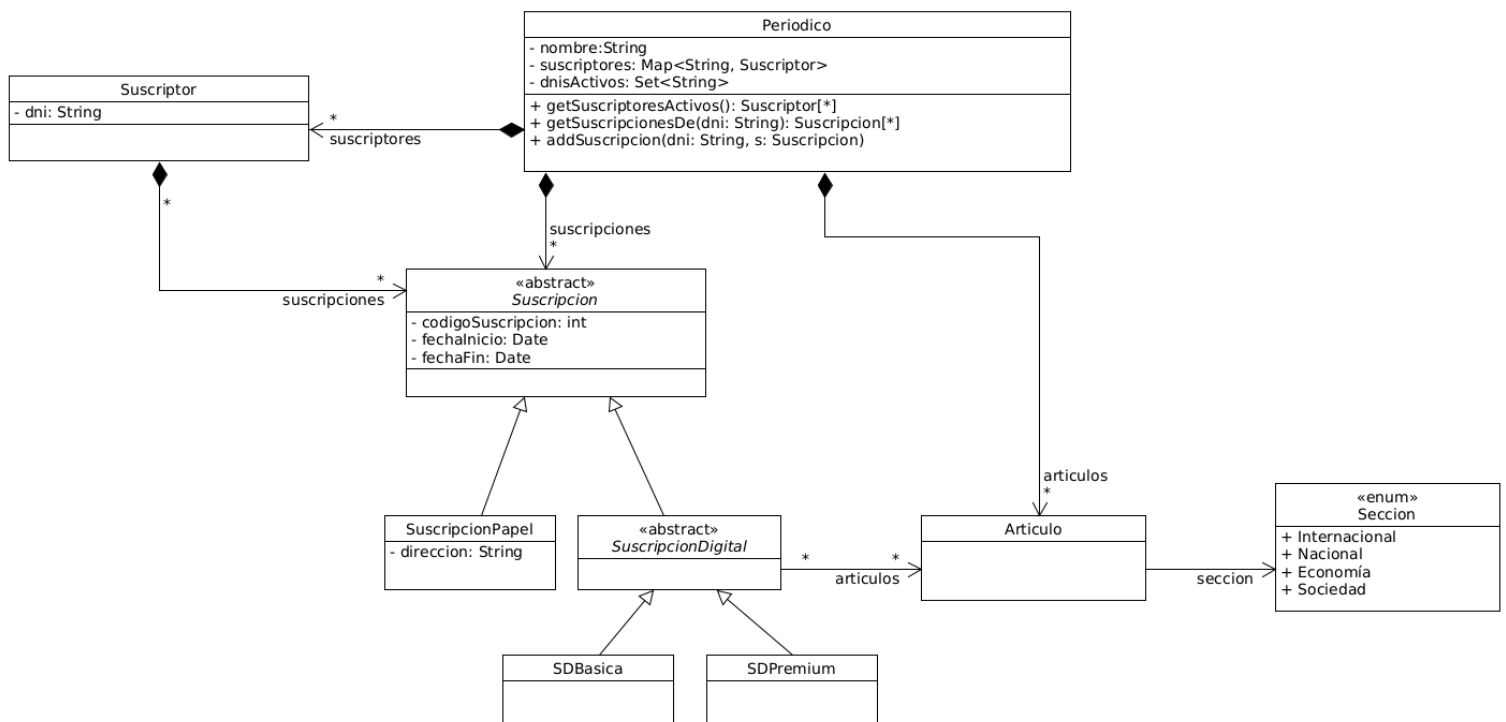 Periodico
- nombre:String
- suscriptores: Map<String, Suscriptor>
- dnisActivos: Set<String>
+ getSuscriptoresActivos(): Suscriptor[*]
+ getSuscripcionesDe(dni: String): Suscripcion[*]
+ addSuscripcion(dni: String, s: Suscripcion)
Suscriptor
- dni: String
*
suscriptores
*
suscripciones
*
*
suscripciones
«abstract»
Suscripcion
- codigoSuscripcion: int
- fechaInicio: Date
- fechaFin: Date
articulos
*
SuscripcionPapel
- direccion: String
«abstract»
SuscripcionDigital
* *
articulos
Articulo
seccion
«enum»
Seccion
+ Internacional
+ Nacional
+ Economía
+ Sociedad
SDBasica
SDPremium